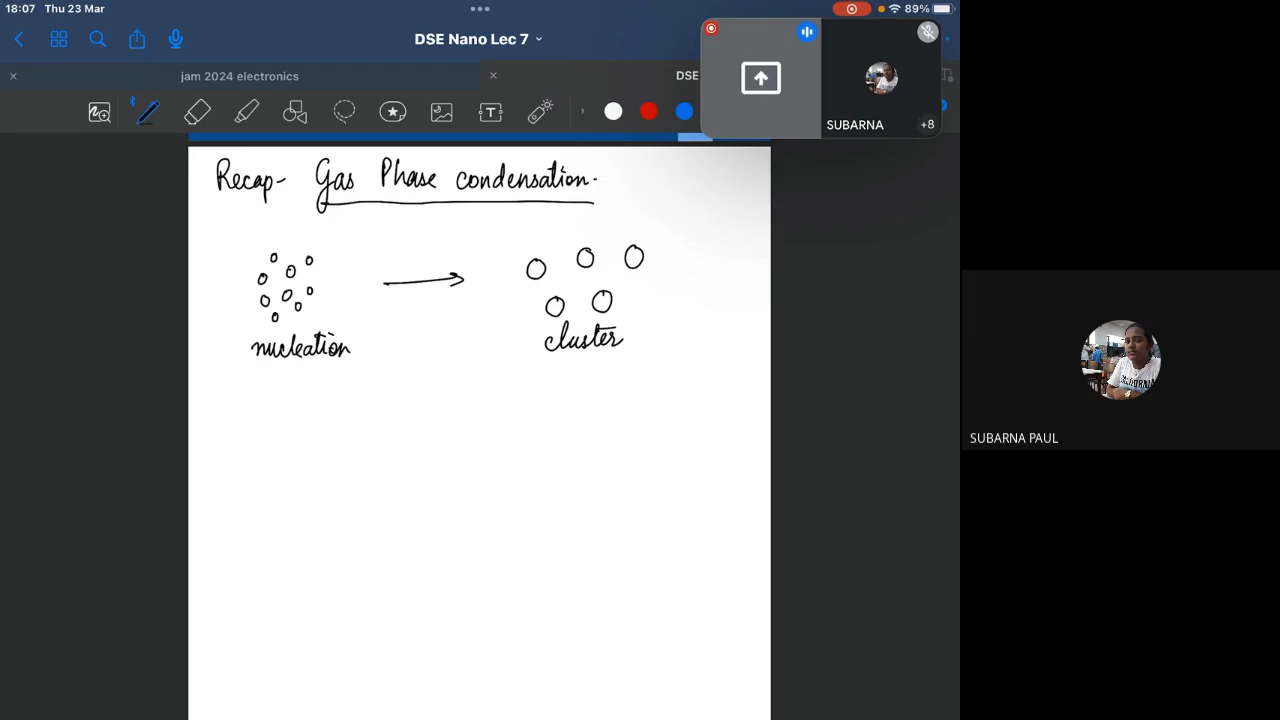 18:07 Thu 23 Mar
89%
DSE Nano Lec 7
jam 2024 electronics
DSE
SUBARNA
+8
Recap- Gas Phase condensation.
nucleation
cluster
CALIFORNIA
SUBARNA PAUL